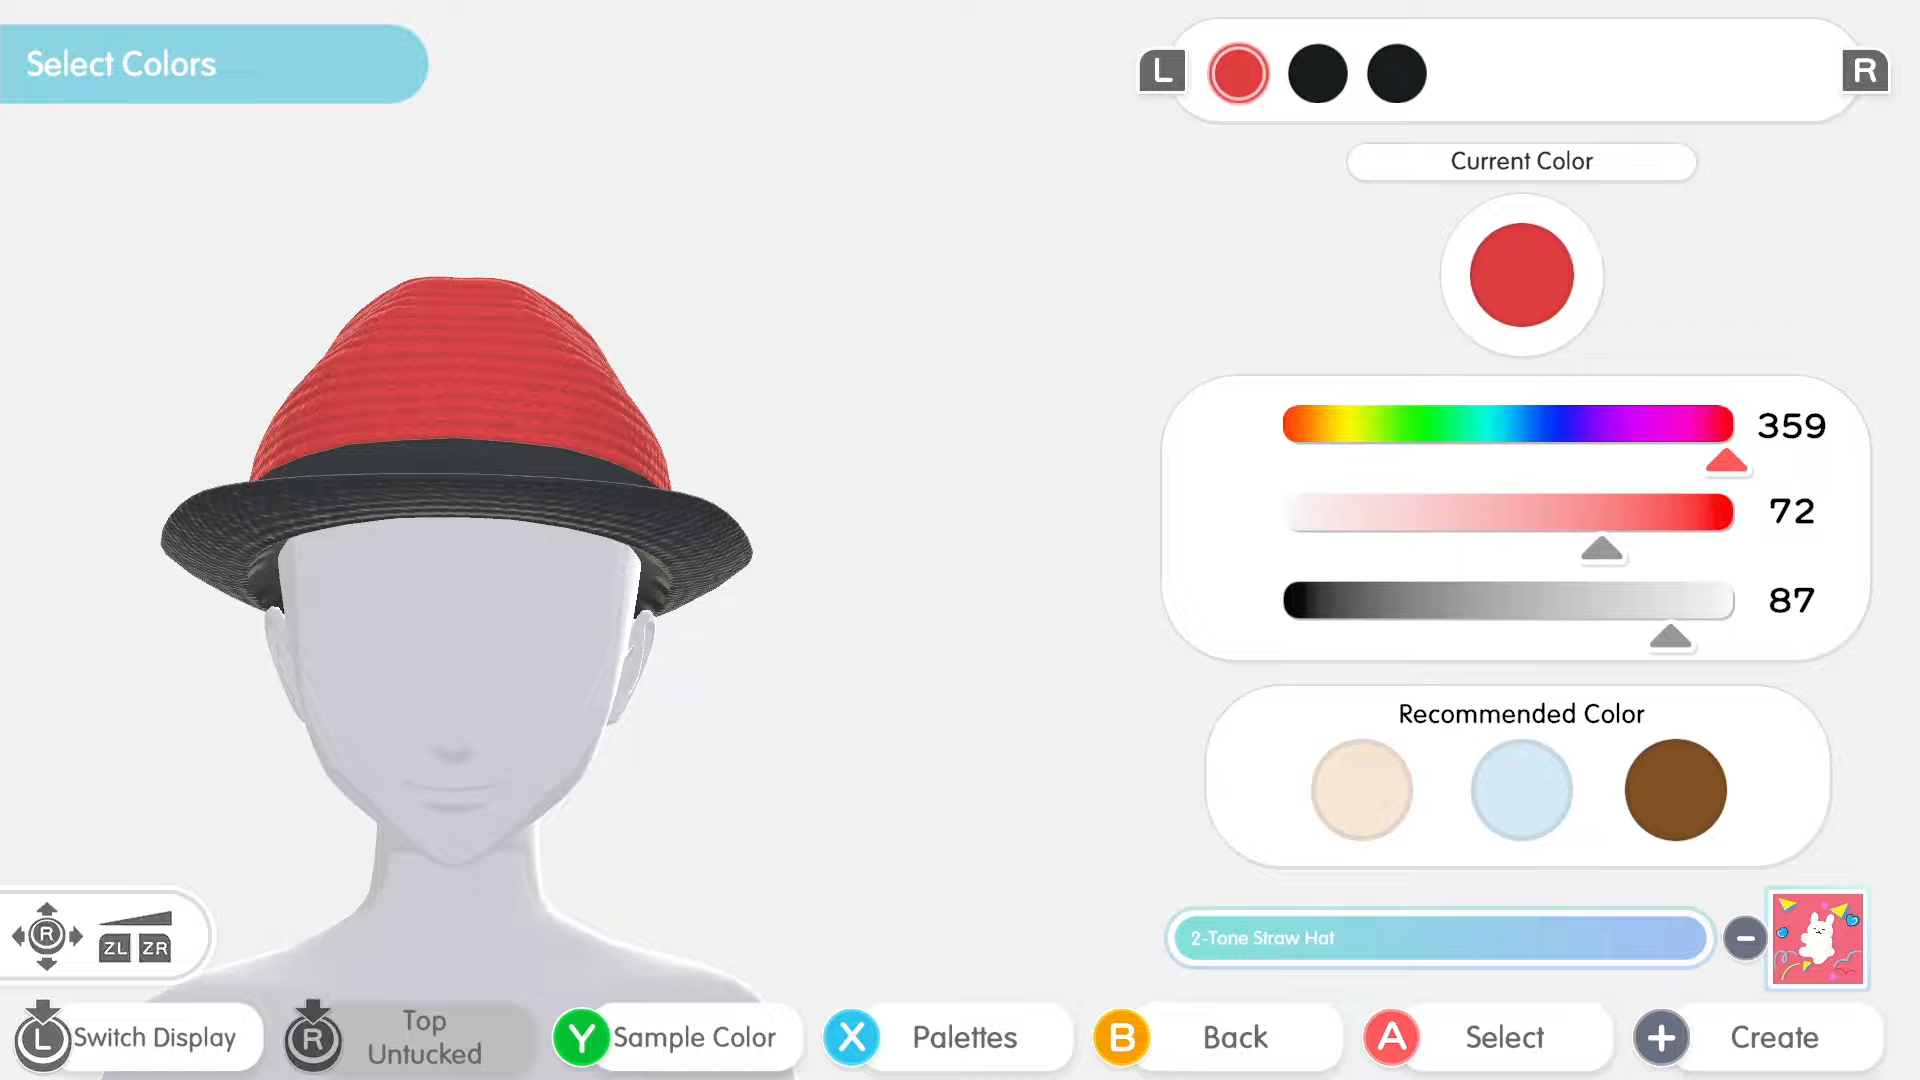 Select Colors
L
R
Current Color
359
72
87
Recommended Color
2-Tone Straw Hat
R
ZL ZR
L Switch Display
R Top
Untucked
Y Sample Color
X Palettes
B Back
A Select
+ Create